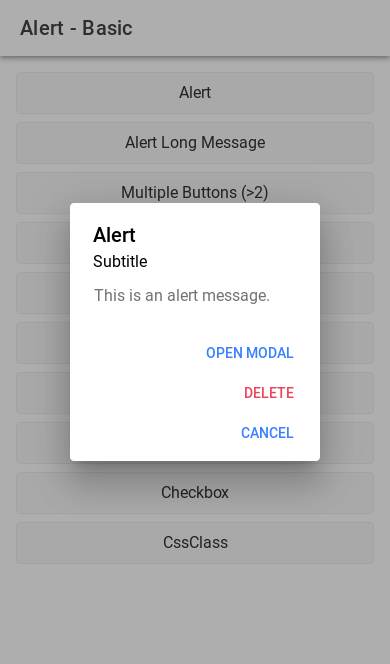 Alert - Basic
Alert
Alert Long Message
Multiple Buttons (>2)
Alert
Subtitle
This is an alert message.
OPEN MODAL
DELETE
CANCEL
Checkbox
CssClass